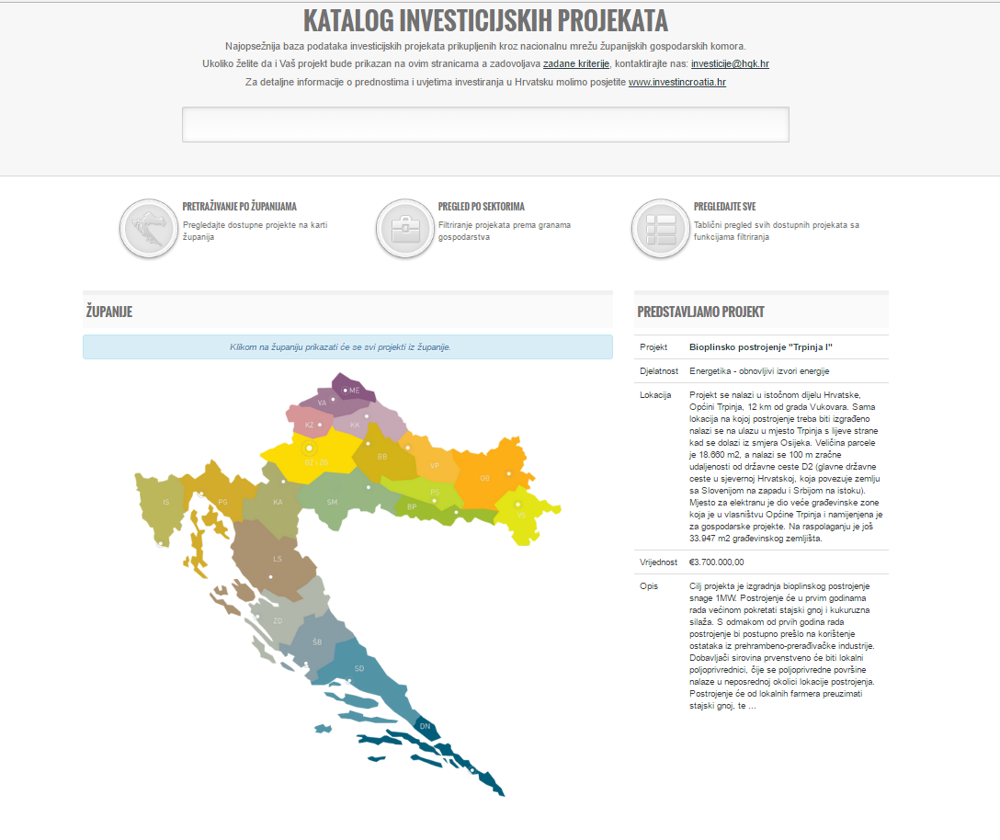 KATALOG INVESTICIJSKIH PROJEKATA
Najopsežnija baza podataka investicijskih projekata prikupljenih kroz nacionalnu mrežu županijskih gospodarskih komora.
Ukoliko želite da i Vaš projekt bude prikazan na ovim stranicama a zadovoljava zadane kriterije, kontaktirajte nas: investicije@hgk.hr
Za detaljne informacije o prednostima i uvjetima investiranja u Hrvatsku molimo posjetite www.investincroatia.hr
PRETRAŽIVANJE PO ŽUPANIJAMA
Pregledajte dostupne projekte na karti
županija
PREGLED PO SEKTORIMA
Filtriranje projekata prema granama
gospodarstva
PREGLEDAJTE SVE
Tablični pregled svih dostupnih projekata sa
funkcijama filtriranja
ŽUPANIJE
Klikom na županiju prikazati će se svi projekti iz županije.
ME
VA
KZ
KK
BB
GZ I ZG
VP
OB
PS
BP
VS
IS
PG
KA
SM
LS
ZD
ŠB
SD
DN
PREDSTAVLJAMO PROJEKT
Projekt Bioplinsko postrojenje "Trpinja I"
Djelatnost Energetika - obnovljivi izvori energije
Lokacija Projekt se nalazi u istočnom dijelu Hrvatske,
Općini Trpinja, 12 km od grada Vukovara. Sama
lokacija na kojoj postrojenje treba biti izgrađeno
nalazi se na ulazu u mjesto Trpinja s lijeve strane
kad se dolazi iz smjera Osijeka. Veličina parcele
je 18.660 m2, a nalazi se 100 m zračne
udaljenosti od državne ceste D2 (glavne državne
ceste u sjevernoj Hrvatskoj, koja povezuje zemlju
sa Slovenijom na zapadu i Srbijom na istoku).
Mjesto za elektranu je dio veće građevinske zone
koja je u vlasništvu Općine Trpinja i namijenjena je
za gospodarske projekte. Na raspolaganju je još
33.947 m2 građevinskog zemljišta.
Vrijednost €3.700.000,00
Opis Cilj projekta je izgradnja bioplinskog postrojenje
snage 1MW. Postrojenje će u prvim godinama
rada većinom pokretati stajski gnoj i kukuruzna
silaža. S odmakom od prvih godina rada
postrojenje bi postupno prešlo na korištenje
ostataka iz prehrambeno-prerađivačke industrije.
Dobavljači sirovina prvenstveno će biti lokalni
poljoprivrednici, čije se poljoprivredne površine
nalaze u neposrednoj okolici lokacije postrojenja.
Postrojenje će od lokalnih farmera preuzimati
stajski gnoj, te ...